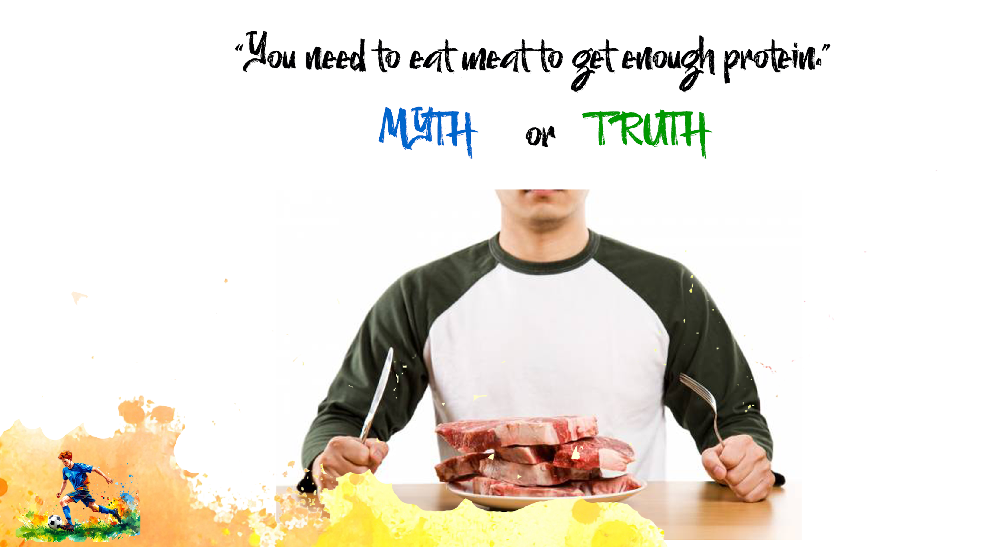 “You need to eat meat to get enough protein.”
MYTH or TRUTH